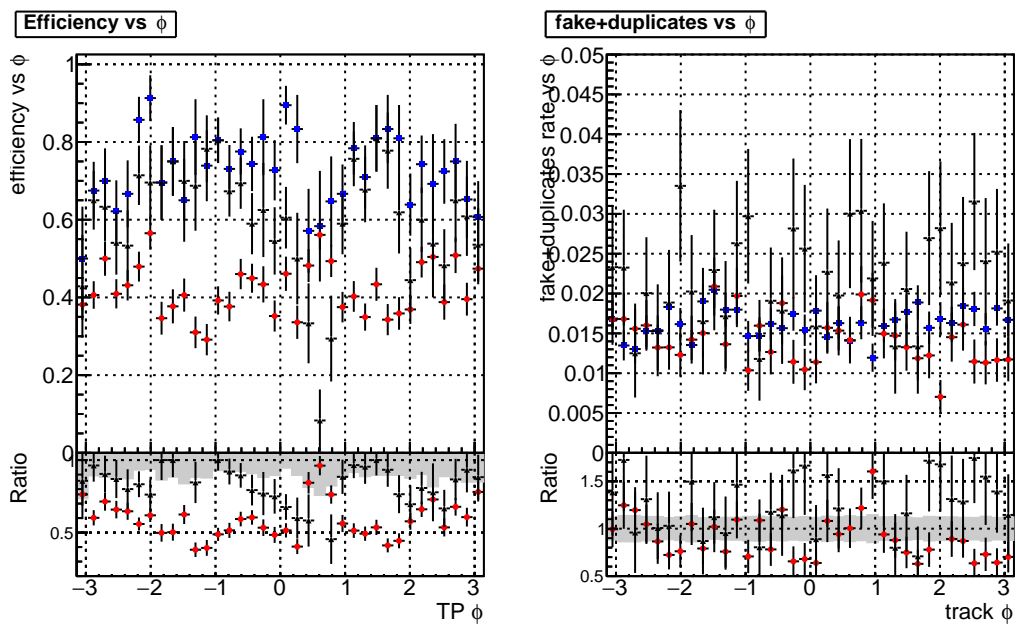 Efficiency vs ϕ
efficiency vs ϕ
1
0.8
0.6
0.4
0.2
0
Ratio
0.5
−3 −2 −1 0 1 2 3
TP ϕ
fake+duplicates vs ϕ
fake+duplicates rate vs ϕ
0.05
0.045
0.04
0.035
0.03
0.025
0.02
0.015
0.01
0.005
0
Ratio
1.5
1
0.5
−3 −2 −1 0 1 2 3
track ϕ